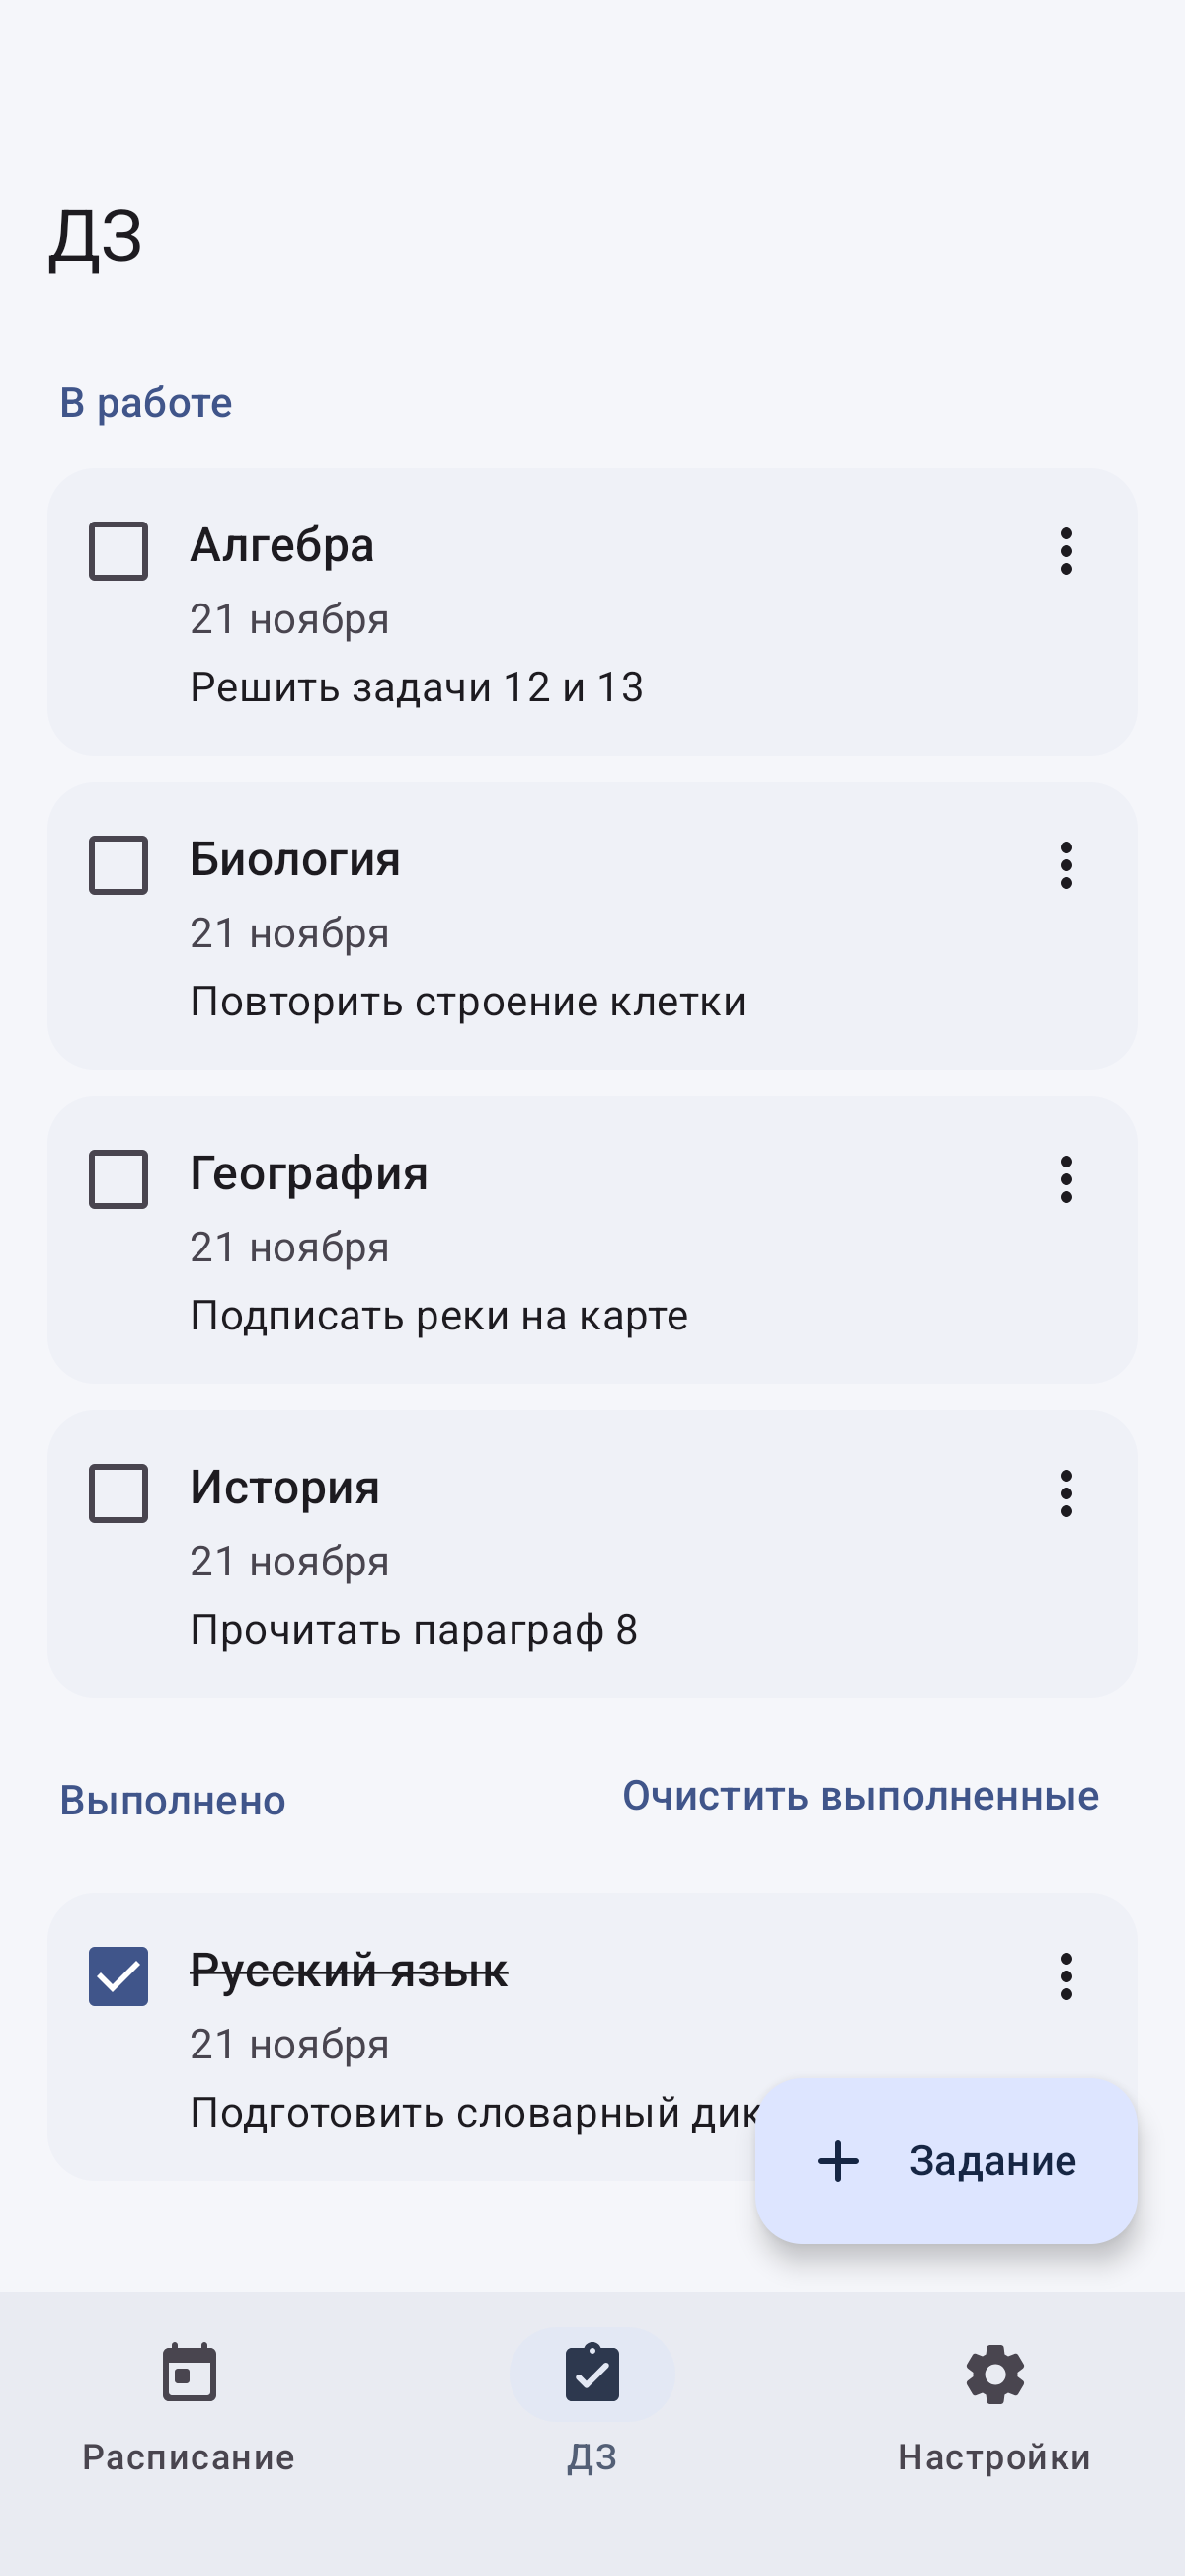 ДЗ
В работе
Алгебра
21 ноября
Решить задачи 12 и 13
Биология
21 ноября
Повторить строение клетки
География
21 ноября
Подписать реки на карте
История
21 ноября
Прочитать параграф 8
Выполнено
Очистить выполненные
Русский язык
21 ноября
Подготовить словарный
Задание
Расписание
ДЗ
Настройки